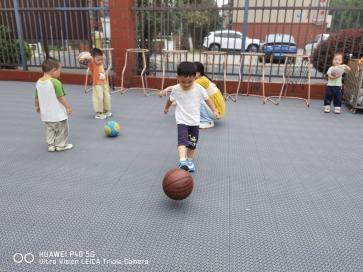 HUAWEI P40 5G
Ultra Vision LEICA Triple Camera